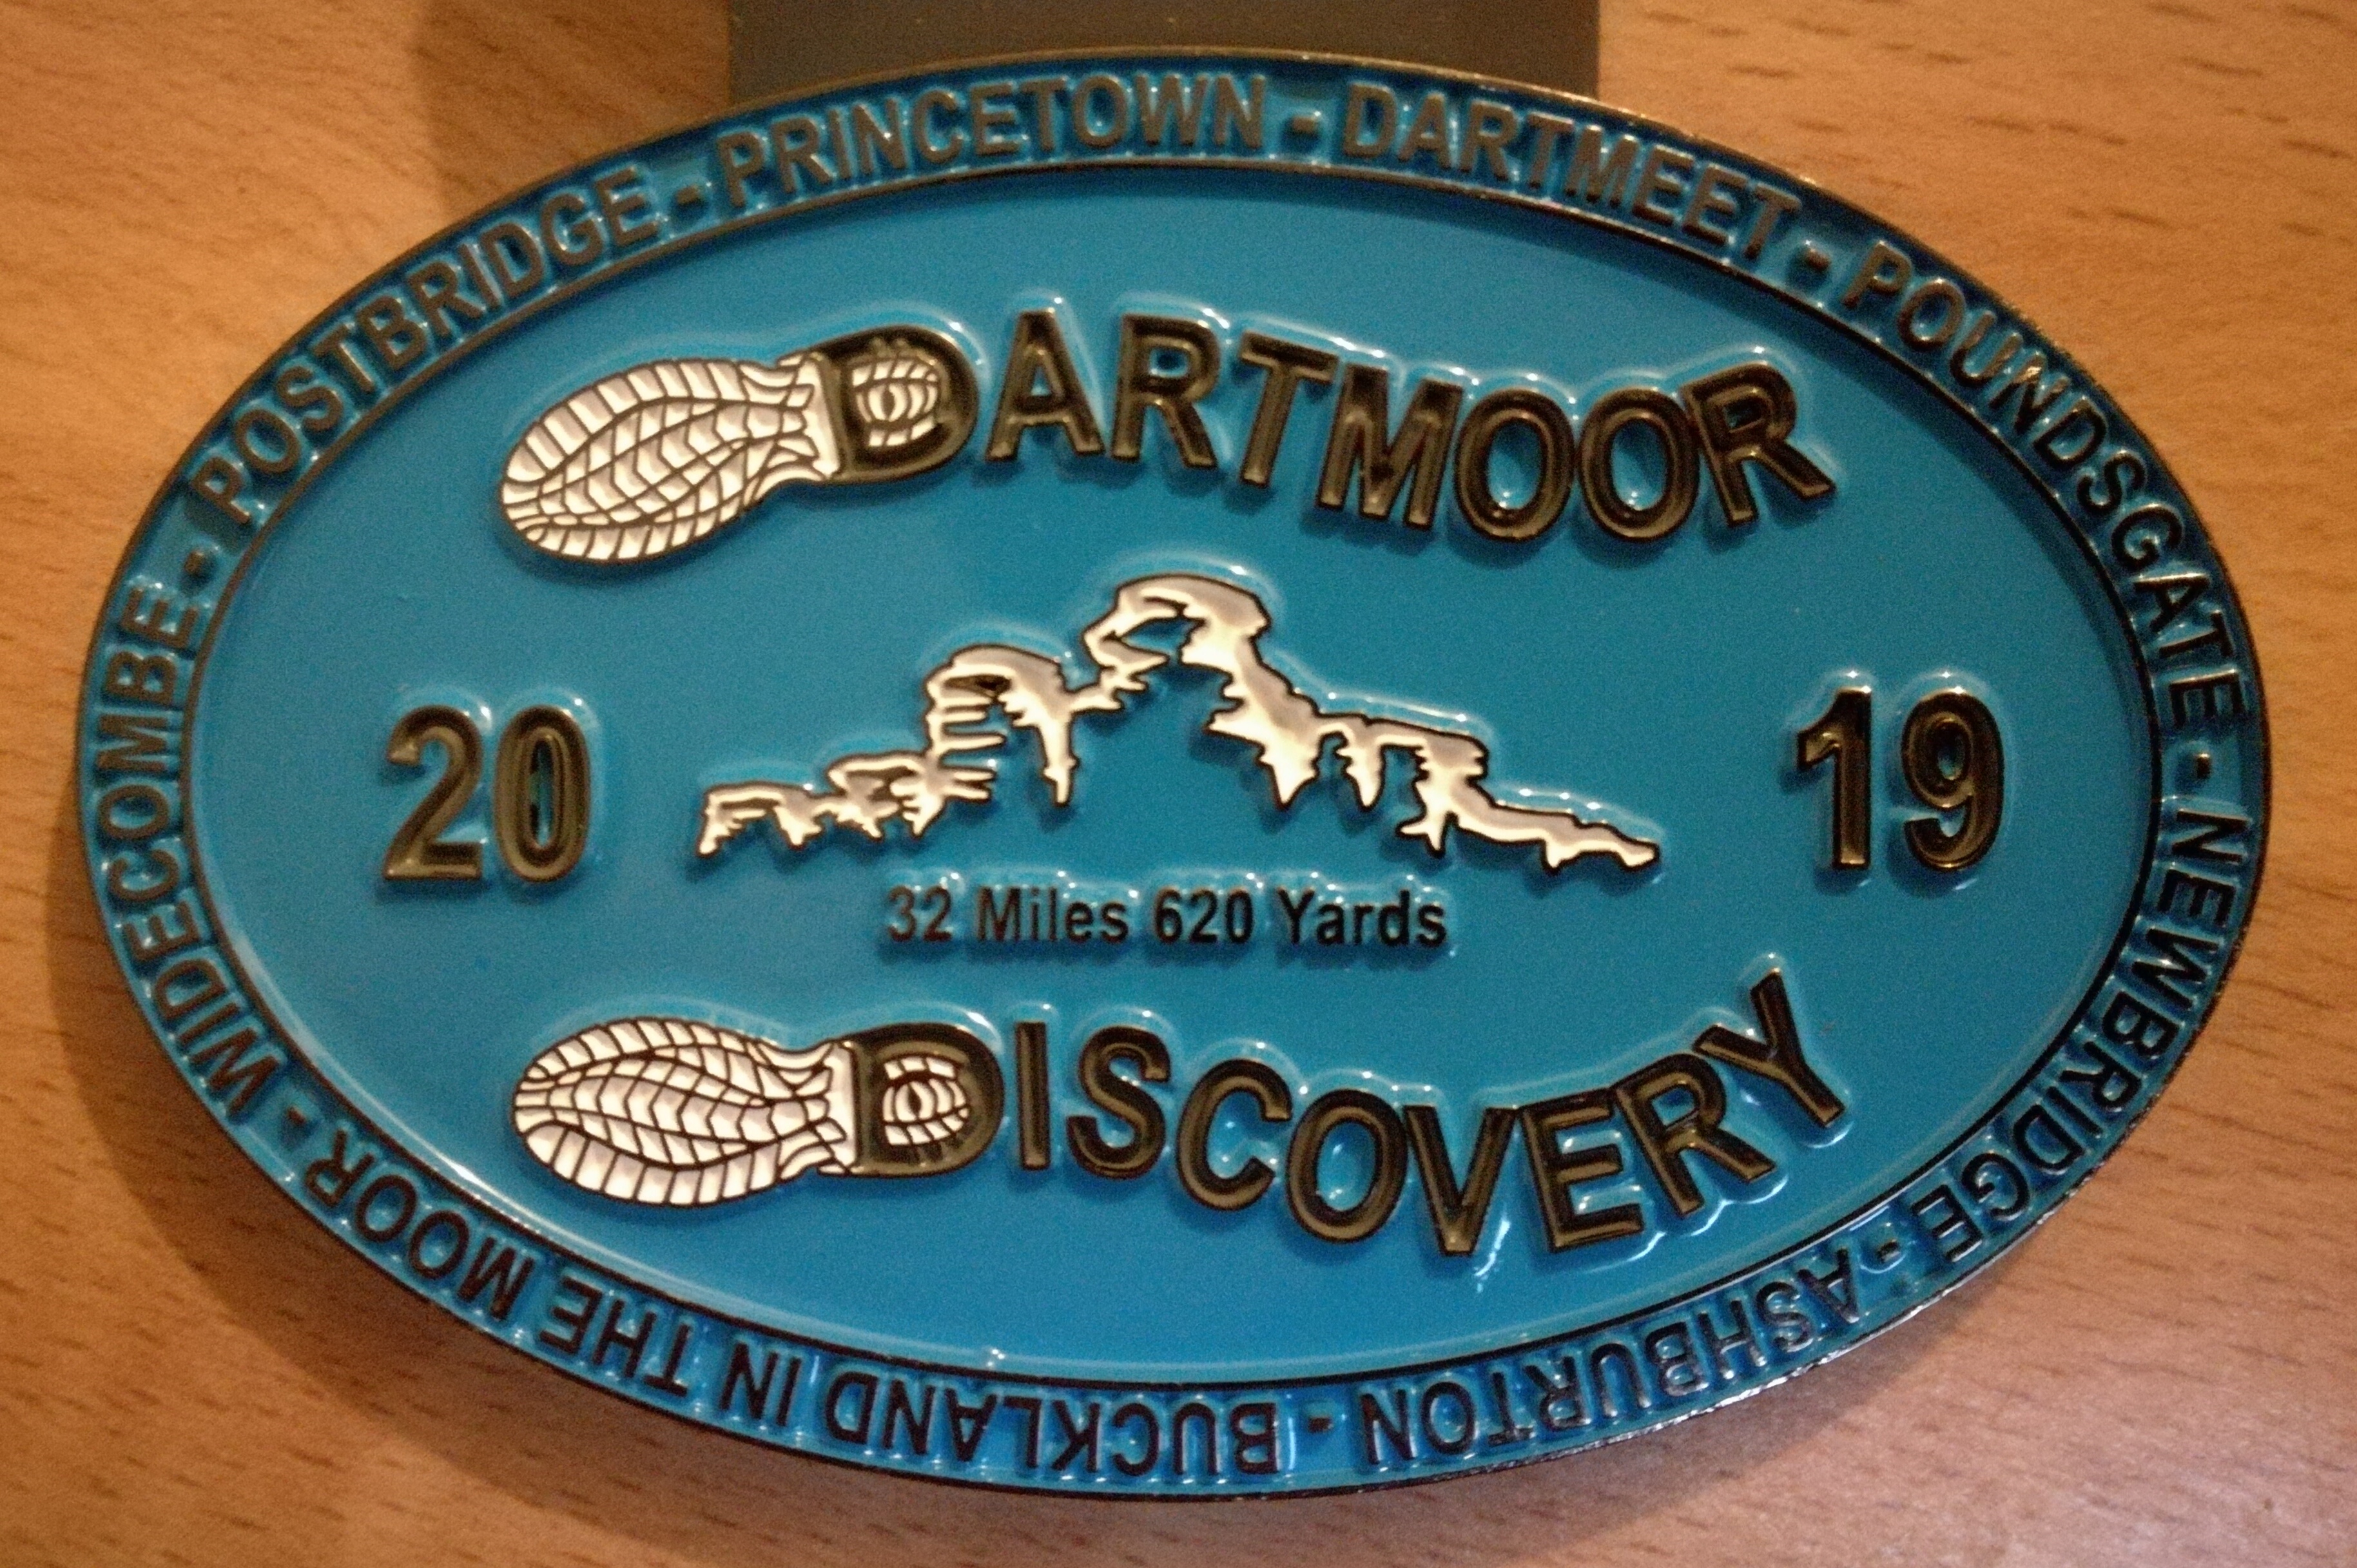 POSTBRIDGE - PRINCETOWN - DARTMEET - POUNDSGATE - NEWBRIDGE - ASHBURTON - BUCKLAND IN THE MOOR - WIDECOMBE -
DARTMOOR
20 19
32 Miles 620 Yards
DISCOVERY